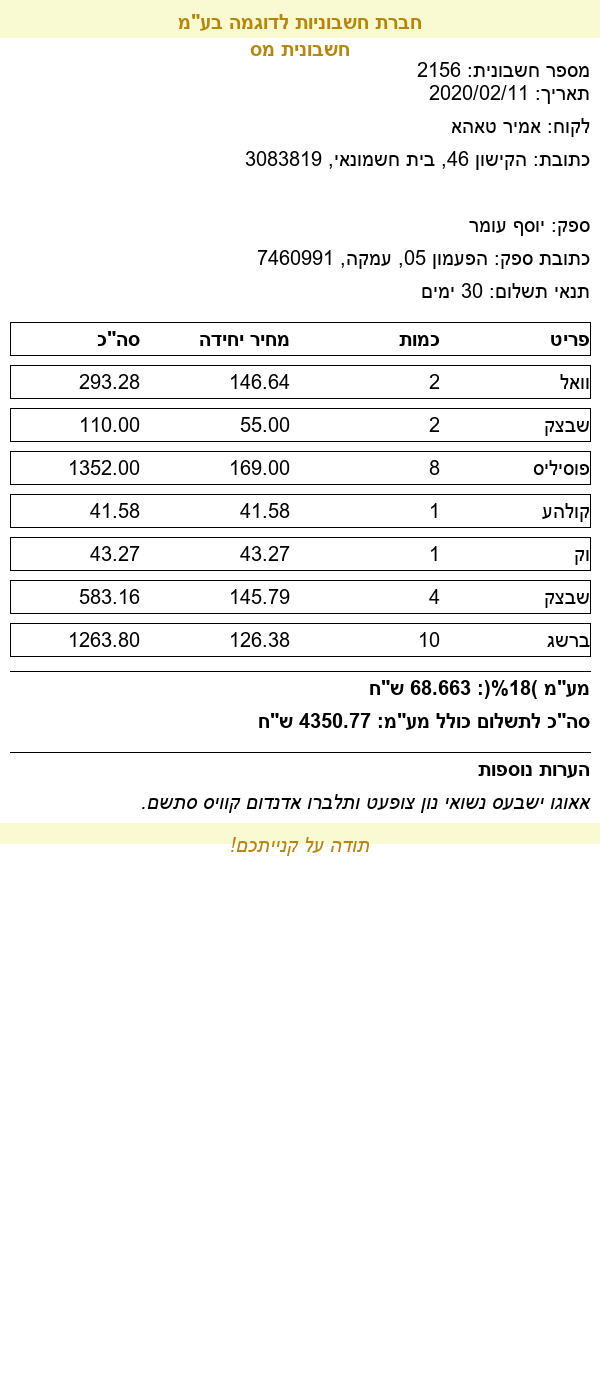 חברת חשבוניות לדוגמה בע"מ
חשבונית מס
מספר חשבונית: 2156
תאריך: 2020/02/11
לקוח: אמיר טאהא
כתובת: הקישון 46, בית חשמונאי, 3083819
ספק: יוסף עומר
כתובת ספק: הפעמון 05, עמקה, 7460991
תנאי תשלום: 30 ימים
פריט כמות מחיר יחידה סה"כ
וואל 2 146.64 293.28
שבצק 2 55.00 110.00
פוסיליס 8 169.00 1352.00
קולהע 1 41.58 41.58
וק 1 43.27 43.27
שבצק 4 145.79 583.16
ברשג 10 126.38 1263.80
מע"מ )18%(: 68.663 ש"ח
סה"כ לתשלום כולל מע"מ: 4350.77 ש"ח
הערות נוספות
אאוגו ישבעס נשואי נון צופעט ותלברו אדנדום קוויס סתשם.
תודה על קנייתכם!